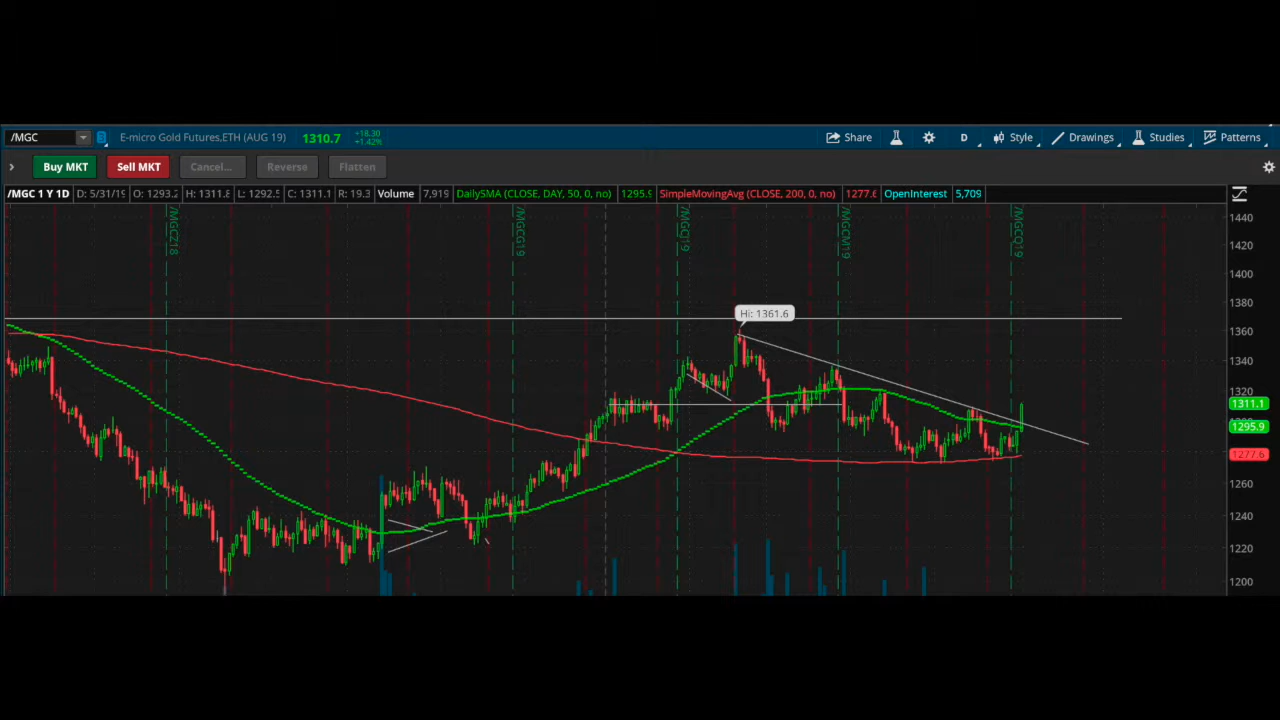 /MGC E-micro Gold Futures,ETH (AUG 19) 1310.7 +18.30 +1.42% Share D Style Drawings Studies Patterns
Buy MKT Sell MKT Cancel... Reverse Flatten
/MGC 1 Y 1D D: 5/31/19 O: 1293.2 H: 1311.8 L: 1292.5 C: 1311.1 R: 19.3 Volume 7,919 DailySMA (CLOSE, DAY, 50, 0, no) 1295.9 SimpleMovingAvg (CLOSE, 200, 0, no) 1277.6 OpenInterest 5,709
/MGCZ18
/MGCG19
/MGCJ19
/MGCM19
/MGCQ19
Hi: 1361.6
1440
1420
1400
1380
1360
1340
1320
1311.1
1295.9
1277.6
1260
1240
1220
1200